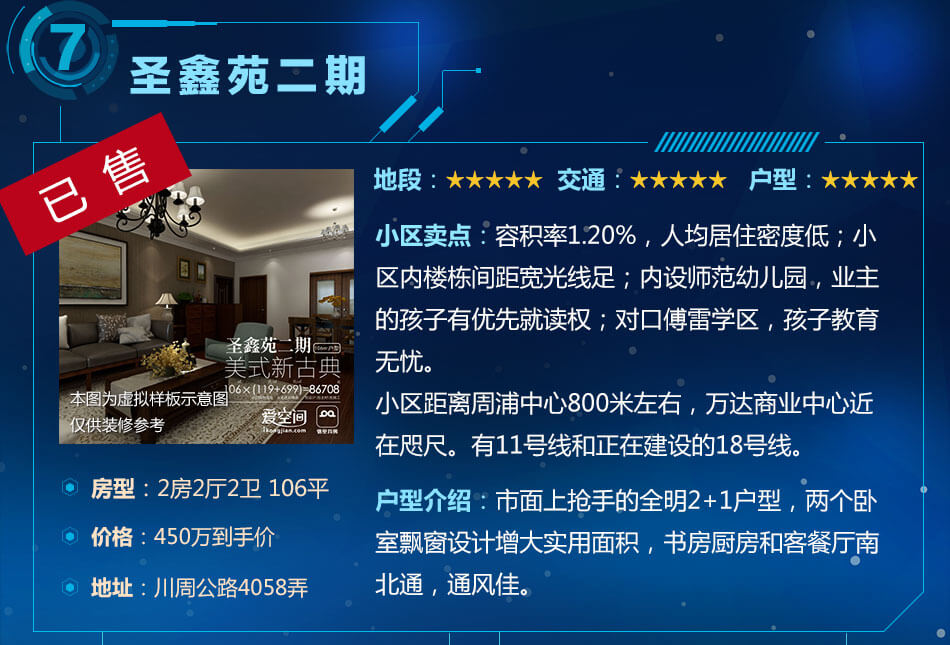 7
圣鑫苑二期
已售
地段：★★★★★ 交通：★★★★★ 户型：★★★★★
小区卖点：容积率1.20%，人均居住密度低；小
区内楼栋间距宽光线足；内设师范幼儿园，业主
的孩子有优先就读权；对口傅雷学区，孩子教育
无忧。
小区距离周浦中心800米左右，万达商业中心近
在咫尺。有11号线和正在建设的18号线。
户型介绍：市面上抢手的全明2+1户型，两个卧
室飘窗设计增大实用面积，书房厨房和客餐厅南
北通，通风佳。
圣鑫苑二期
美式新古典
106×(119+699)=86708
爱空间
ikongjian.com
本图为虚拟样板示意图
仅供装修参考
房型：2房2厅2卫 106平
价格：450万到手价
地址：川周公路4058弄